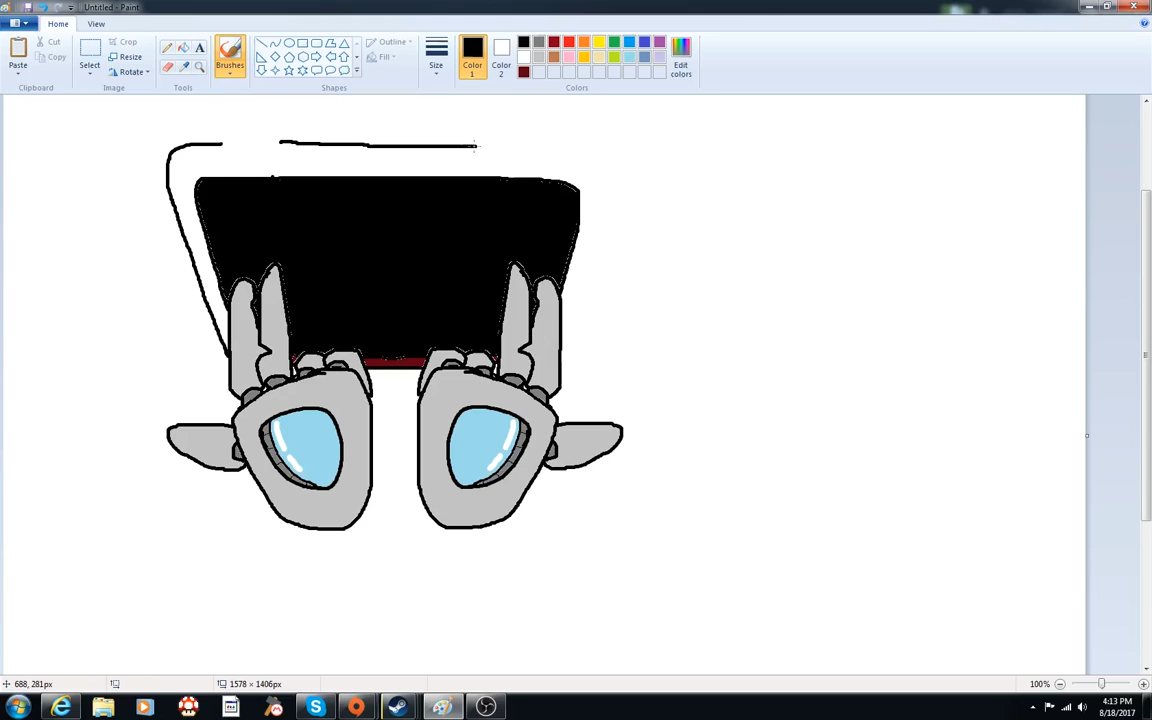 Untitled - Paint
Home View
Paste
Cut
Copy
Clipboard
Select
Crop
Resize
Rotate
Image
A
Tools
Brushes
Outline
Fill
Shapes
Size
Color 1
Color 2
Edit colors
Colors
688, 281px
1578 × 1406px
100%
4:13 PM
8/18/2017